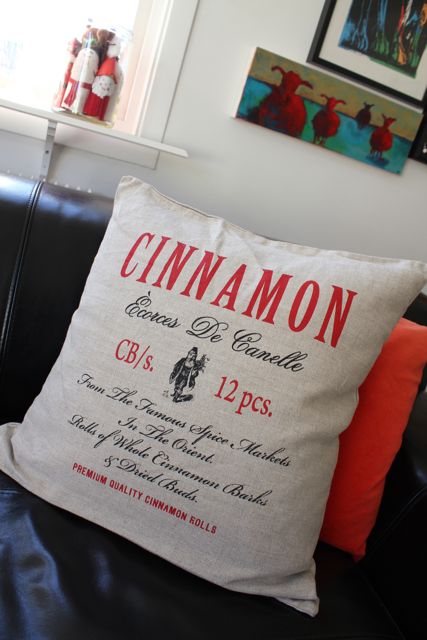 CINNAMON
Ècorces De Canelle
CB/s. 12 pcs.
From The Famous Spice Markets
In The Orient.
Rolls of Whole Cinnamon Barks
& Dried Buds.
PREMIUM QUALITY CINNAMON ROLLS